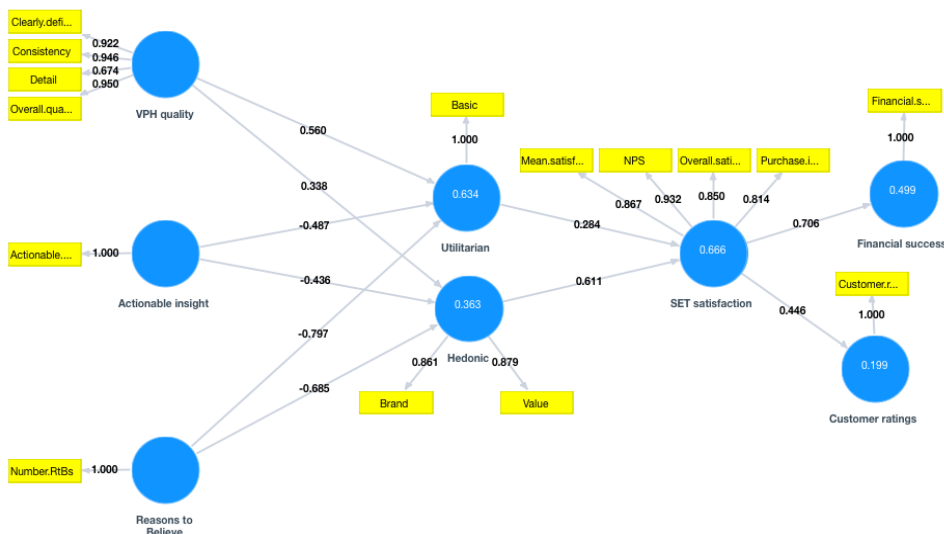 Clearly.defi...
0.922
Consistency
0.946
Detail
0.674
0.950
Overall.qua...
VPH quality
Financial.s...
Basic
1.000
1.000
0.560
Mean.satisf...
NPS
Overall.sati...
Purchase.i...
0.338
0.634
0.867
0.932
0.850
0.814
0.499
-0.487
0.284
0.706
Utilitarian
Financial success
Actionable....
1.000
0.666
-0.436
0.611
Customer.r...
Actionable insight
SET satisfaction
0.363
0.446
1.000
-0.797
Hedonic
0.861
0.879
0.199
-0.685
Brand
Value
Customer ratings
Number.RtBs
1.000
Reasons to
Believe